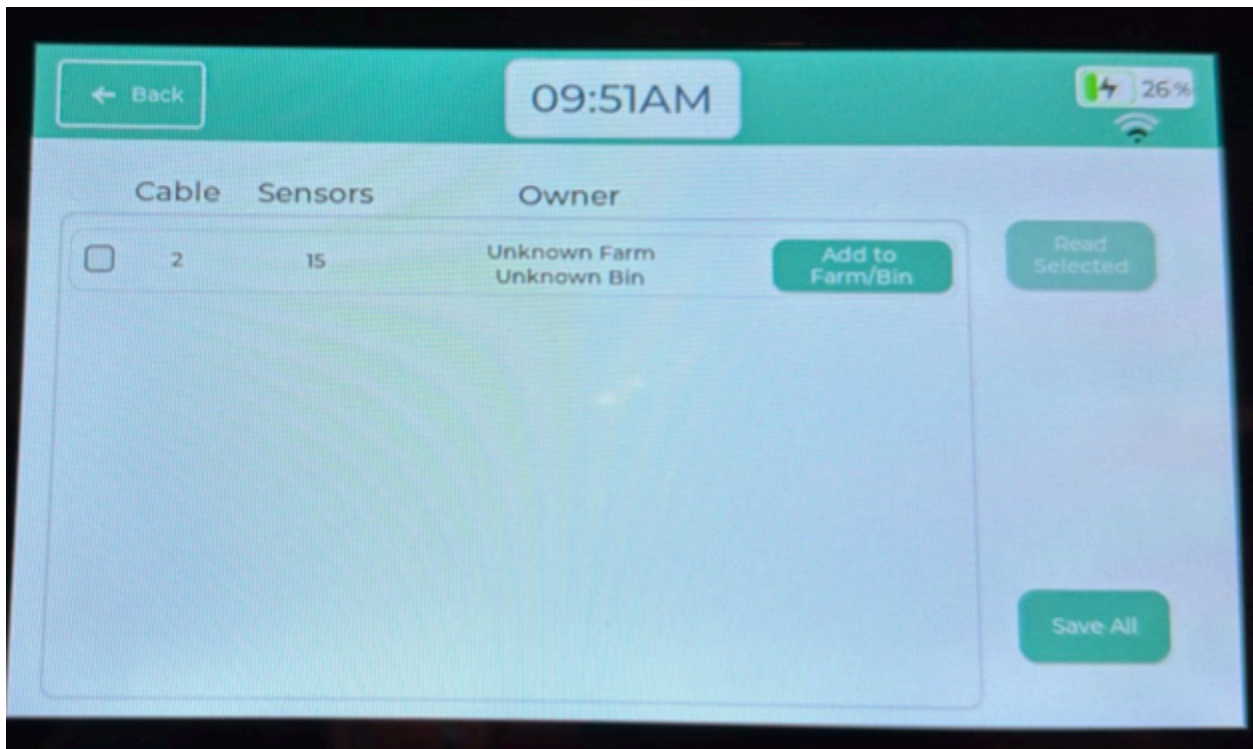 ← Back
09:51AM
26%
Cable Sensors Owner
2 15 Unknown Farm
Unknown Bin
Add to
Farm/Bin
Read
Selected
Save All